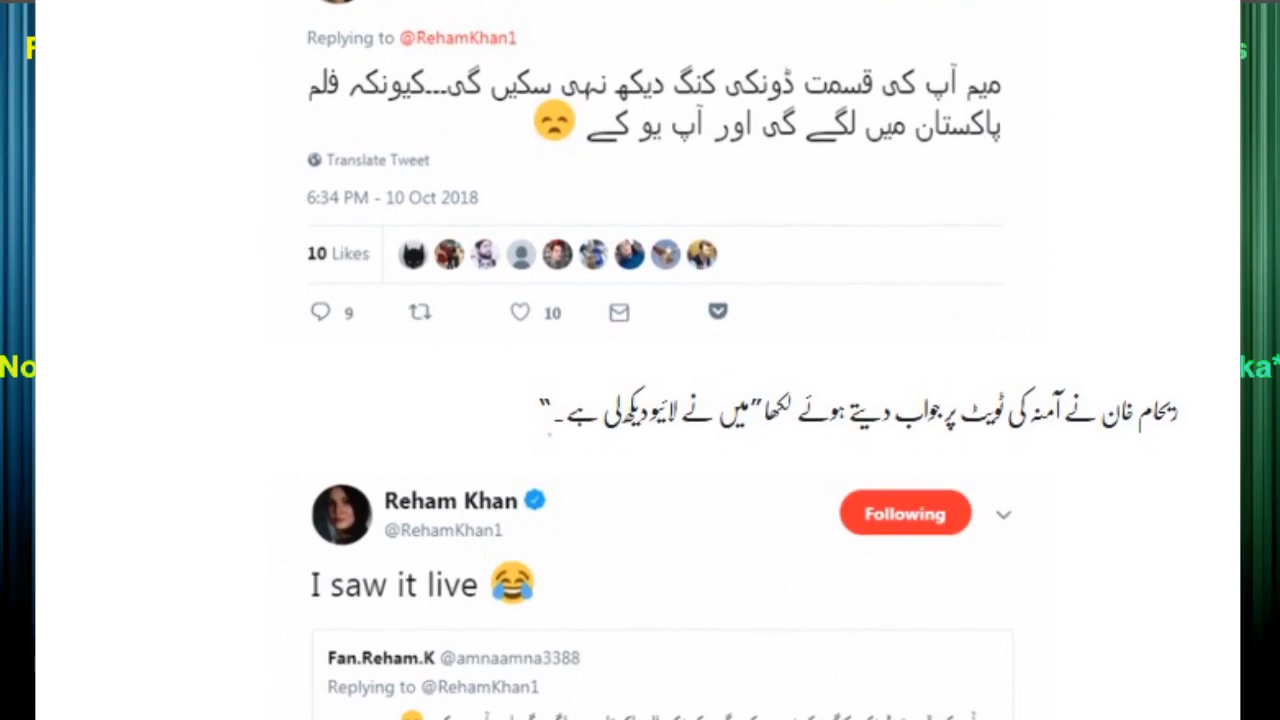 Replying to @RehamKhan1
میم آپ کی قسمت ڈونکی کنگ دیکھ نہی سکیں گی۔۔۔کیونکہ فلم
پاکستان میں لگے گی اور آپ یو کے
Translate Tweet
6:34 PM - 10 Oct 2018
10 Likes
9 10
No
ka*
ریحام خان نے آمنہ کی ٹویٹ پر جواب دیتے ہوئے لکھا ”میں نے لائیو دیکھ لی ہے۔“
Reham Khan
@RehamKhan1
Following
I saw it live
Fan.Reham.K @amnaamna3388
Replying to @RehamKhan1